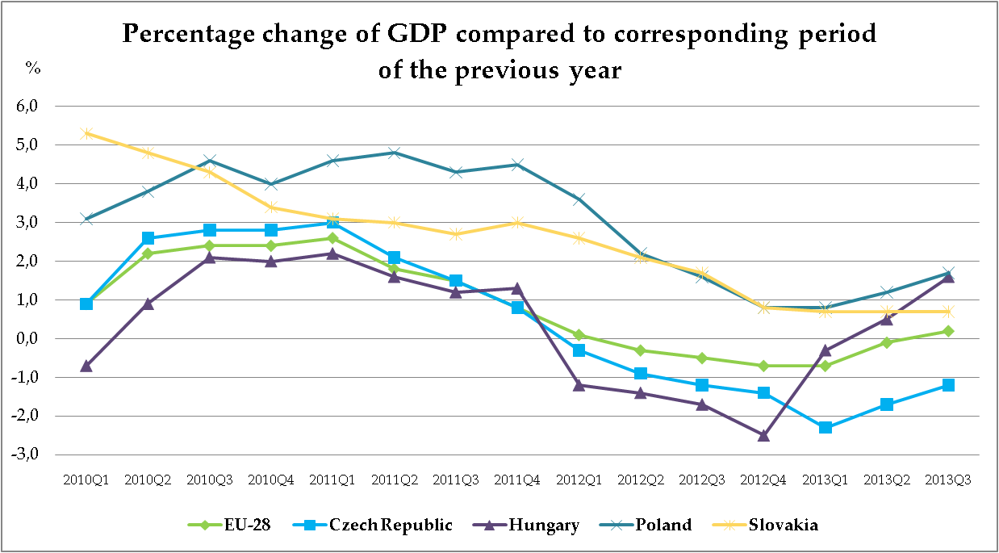 Percentage change of GDP compared to corresponding period
of the previous year
%
6,0
5,0
4,0
3,0
2,0
1,0
0,0
-1,0
-2,0
-3,0
2010Q1 2010Q2 2010Q3 2010Q4 2011Q1 2011Q2 2011Q3 2011Q4 2012Q1 2012Q2 2012Q3 2012Q4 2013Q1 2013Q2 2013Q3
EU-28 Czech Republic Hungary Poland Slovakia